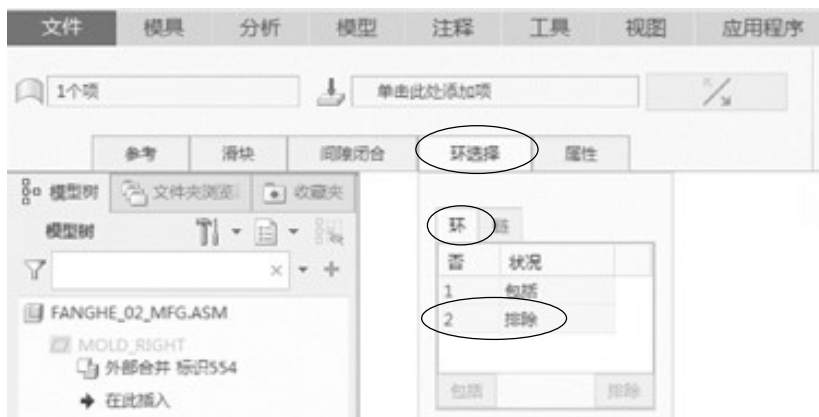 文件 模具 分析 模型 注释 工具 视图 应用程序
1个项 单击此处添加项
参考 滑块 间隙闭合 环选择 属性
模型树 文件夹浏览 收藏夹
模型树
环 链
否 状况
1 包括
2 排除
FANGHE_02_MFG.ASM
MOLD_RIGHT
外部合并 标识554
在此插入
包括 排除